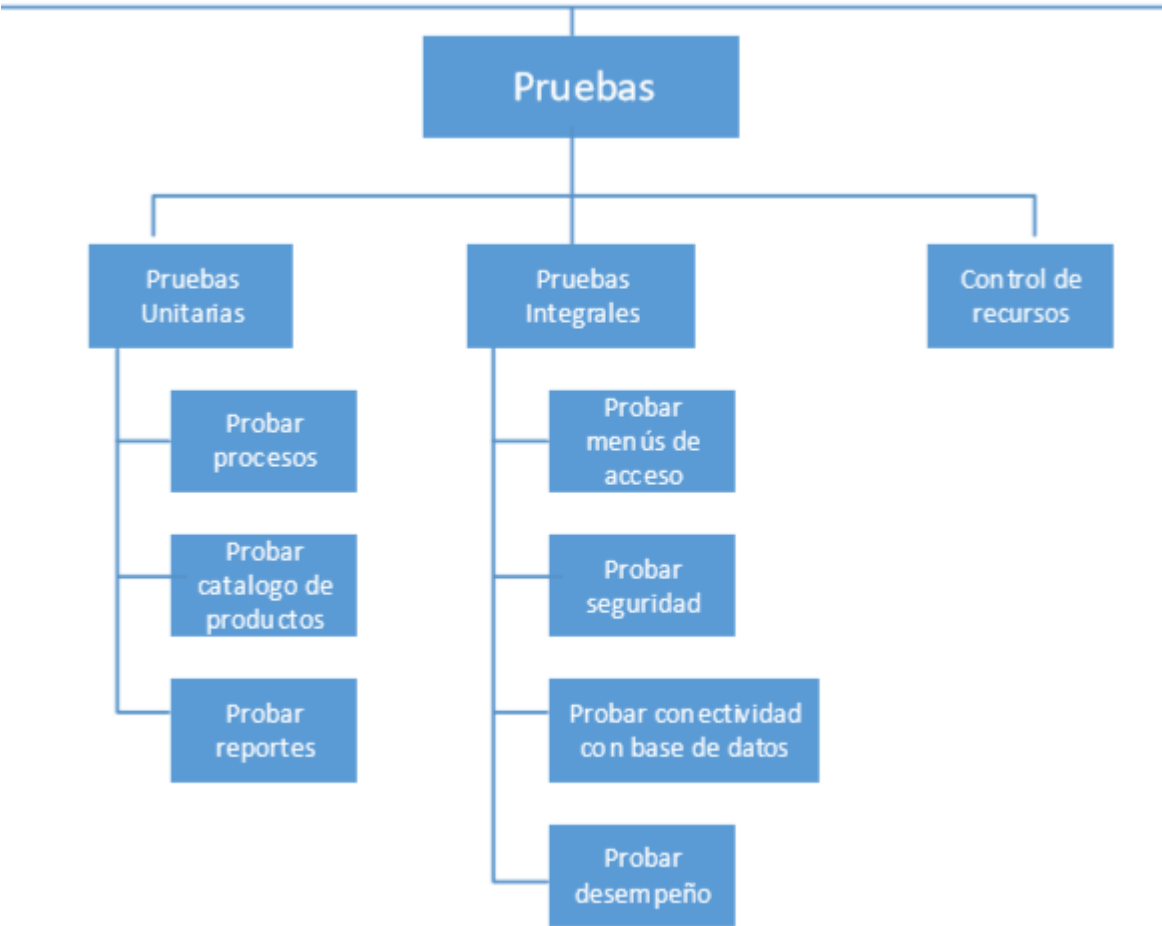 Pruebas
Pruebas
Unitarias
Probar
procesos
Probar
catalogo de
productos
Probar
reportes
Pruebas
Integrales
Probar
menús de
acceso
Probar
seguridad
Probar conectividad
con base de datos
Probar
desempeño
Control de
recursos